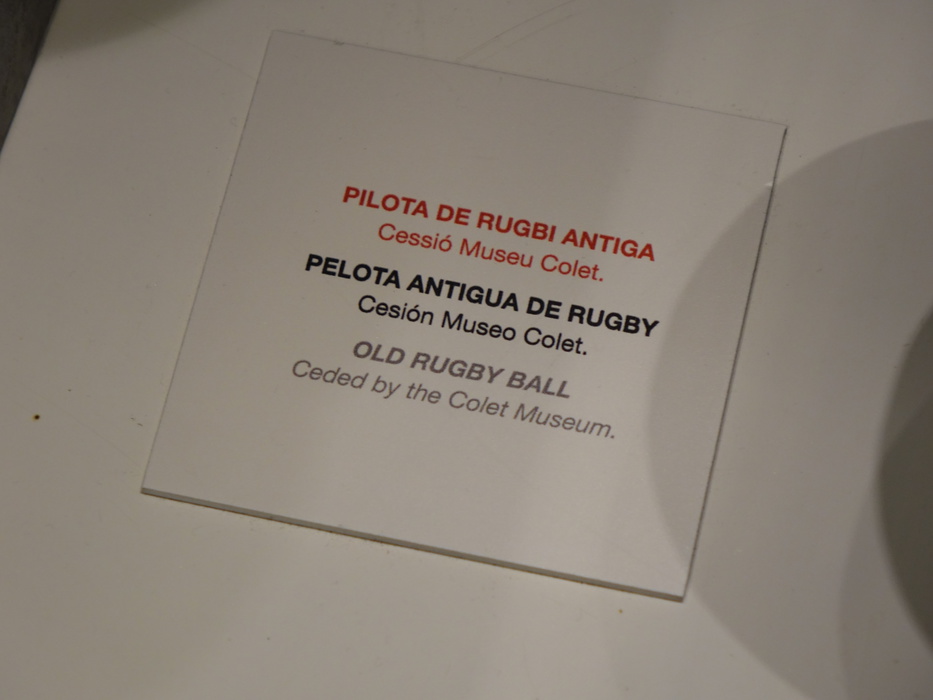 PILOTA DE RUGBI ANTIGA
Cessió Museu Colet.
PELOTA ANTIGUA DE RUGBY
Cesión Museo Colet.
OLD RUGBY BALL
Ceded by the Colet Museum.